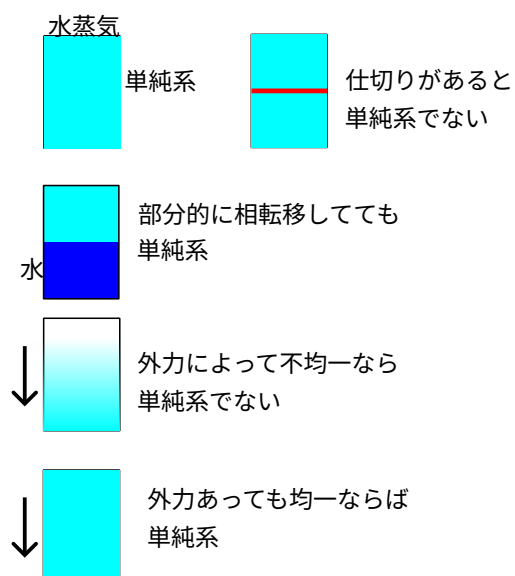 水蒸気
単純系
仕切りがあると
単純系でない
部分的に相転移してても
単純系
水
外力によって不均一なら
単純系でない
外力あっても均一ならば
単純系